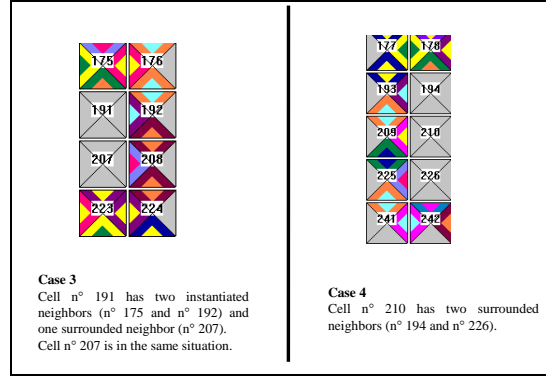 175 176
191 192
207 208
223 224
Case 3
Cell n° 191 has two instantiated
neighbors (n° 175 and n° 192) and
one surrounded neighbor (n° 207).
Cell n° 207 is in the same situation.
177 178
193 194
209 210
225 226
241 242
Case 4
Cell n° 210 has two surrounded
neighbors (n° 194 and n° 226).